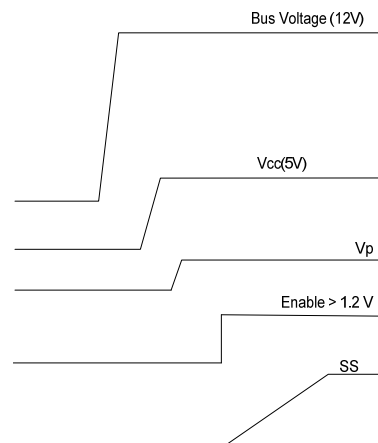 Bus Voltage (12V)
Vcc(5V)
Vp
Enable > 1.2 V
SS